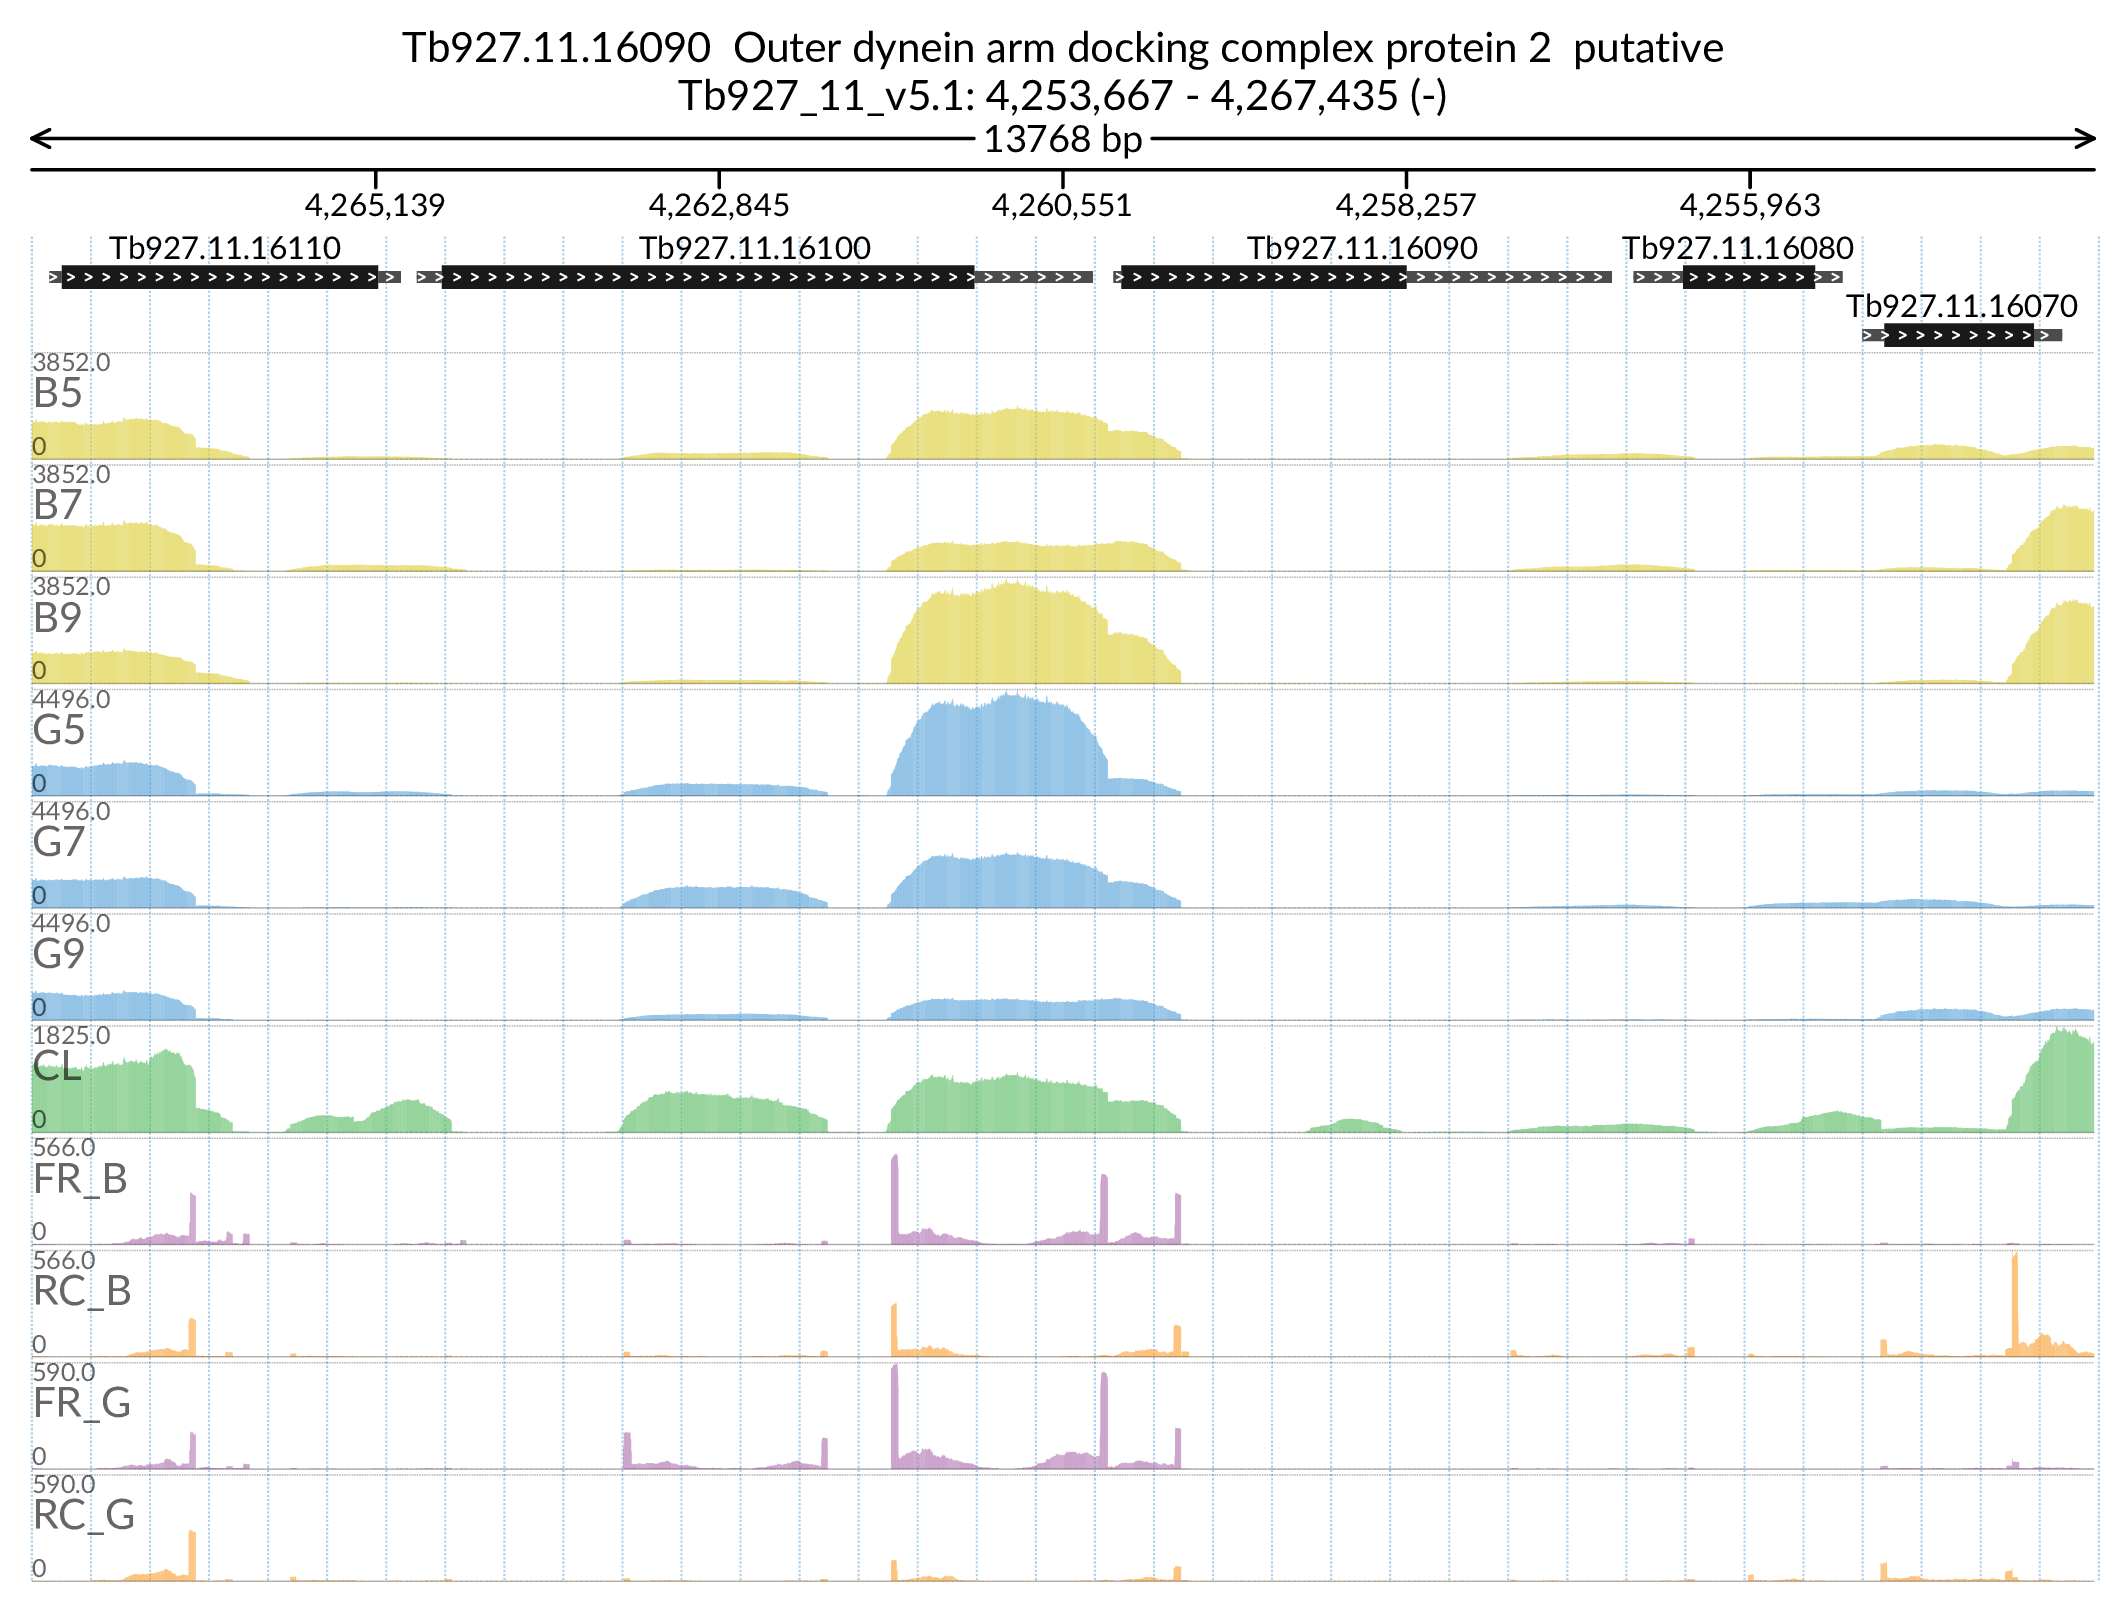 Tb927.11.16090  Outer dynein arm docking complex protein 2  putative
Tb927_11_v5.1: 4,253,667 - 4,267,435 (-)
13768 bp
4,265,139 4,262,845 4,260,551 4,258,257 4,255,963
Tb927.11.16110 Tb927.11.16100 Tb927.11.16090 Tb927.11.16080
Tb927.11.16070
3852.0
B5
0
3852.0
B7
0
3852.0
B9
0
4496.0
G5
0
4496.0
G7
0
4496.0
G9
0
1825.0
CL
0
566.0
FR_B
0
566.0
RC_B
0
590.0
FR_G
0
590.0
RC_G
0